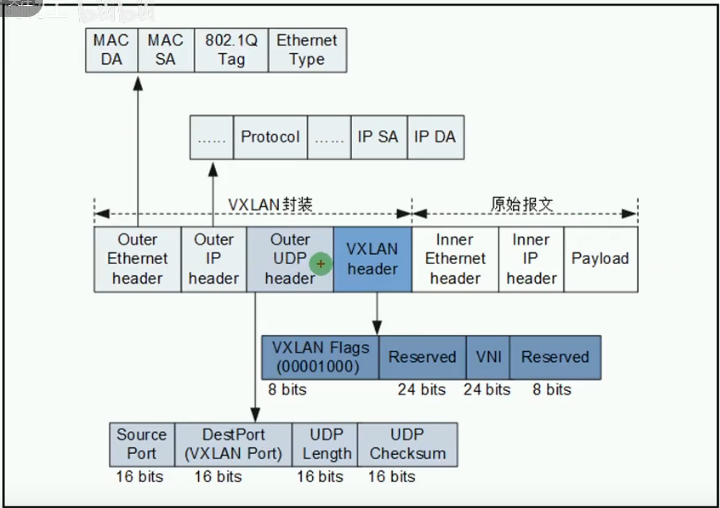 MAC DA
MAC SA
802.1Q Tag
Ethernet Type
......
Protocol
......
IP SA
IP DA
VXLAN封装
原始报文
Outer Ethernet header
Outer IP header
Outer UDP header
VXLAN header
Inner Ethernet header
Inner IP header
Payload
VXLAN Flags (00001000)
Reserved
VNI
Reserved
8 bits
24 bits
24 bits
8 bits
Source Port
DestPort (VXLAN Port)
UDP Length
UDP Checksum
16 bits
16 bits
16 bits
16 bits